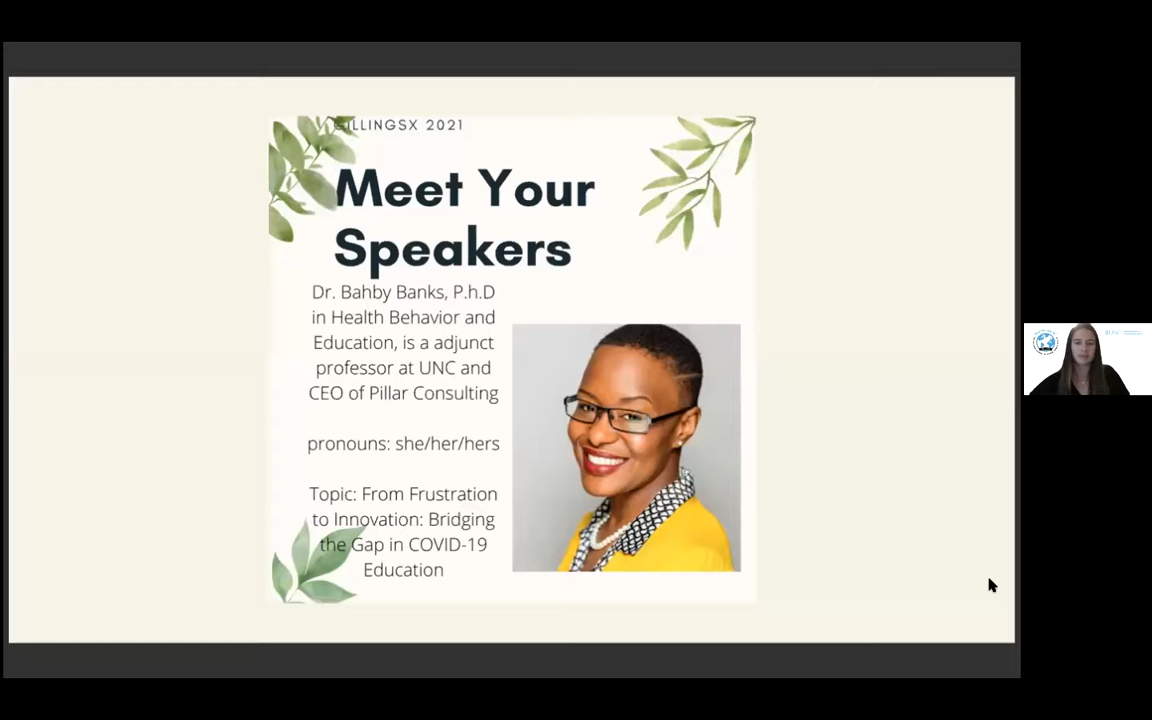 GILLINGSX 2021
Meet Your
Speakers
Dr. Bahby Banks, P.h.D
in Health Behavior and
Education, is a adjunct
professor at UNC and
CEO of Pillar Consulting
pronouns: she/her/hers
Topic: From Frustration
to Innovation: Bridging
the Gap in COVID-19
Education